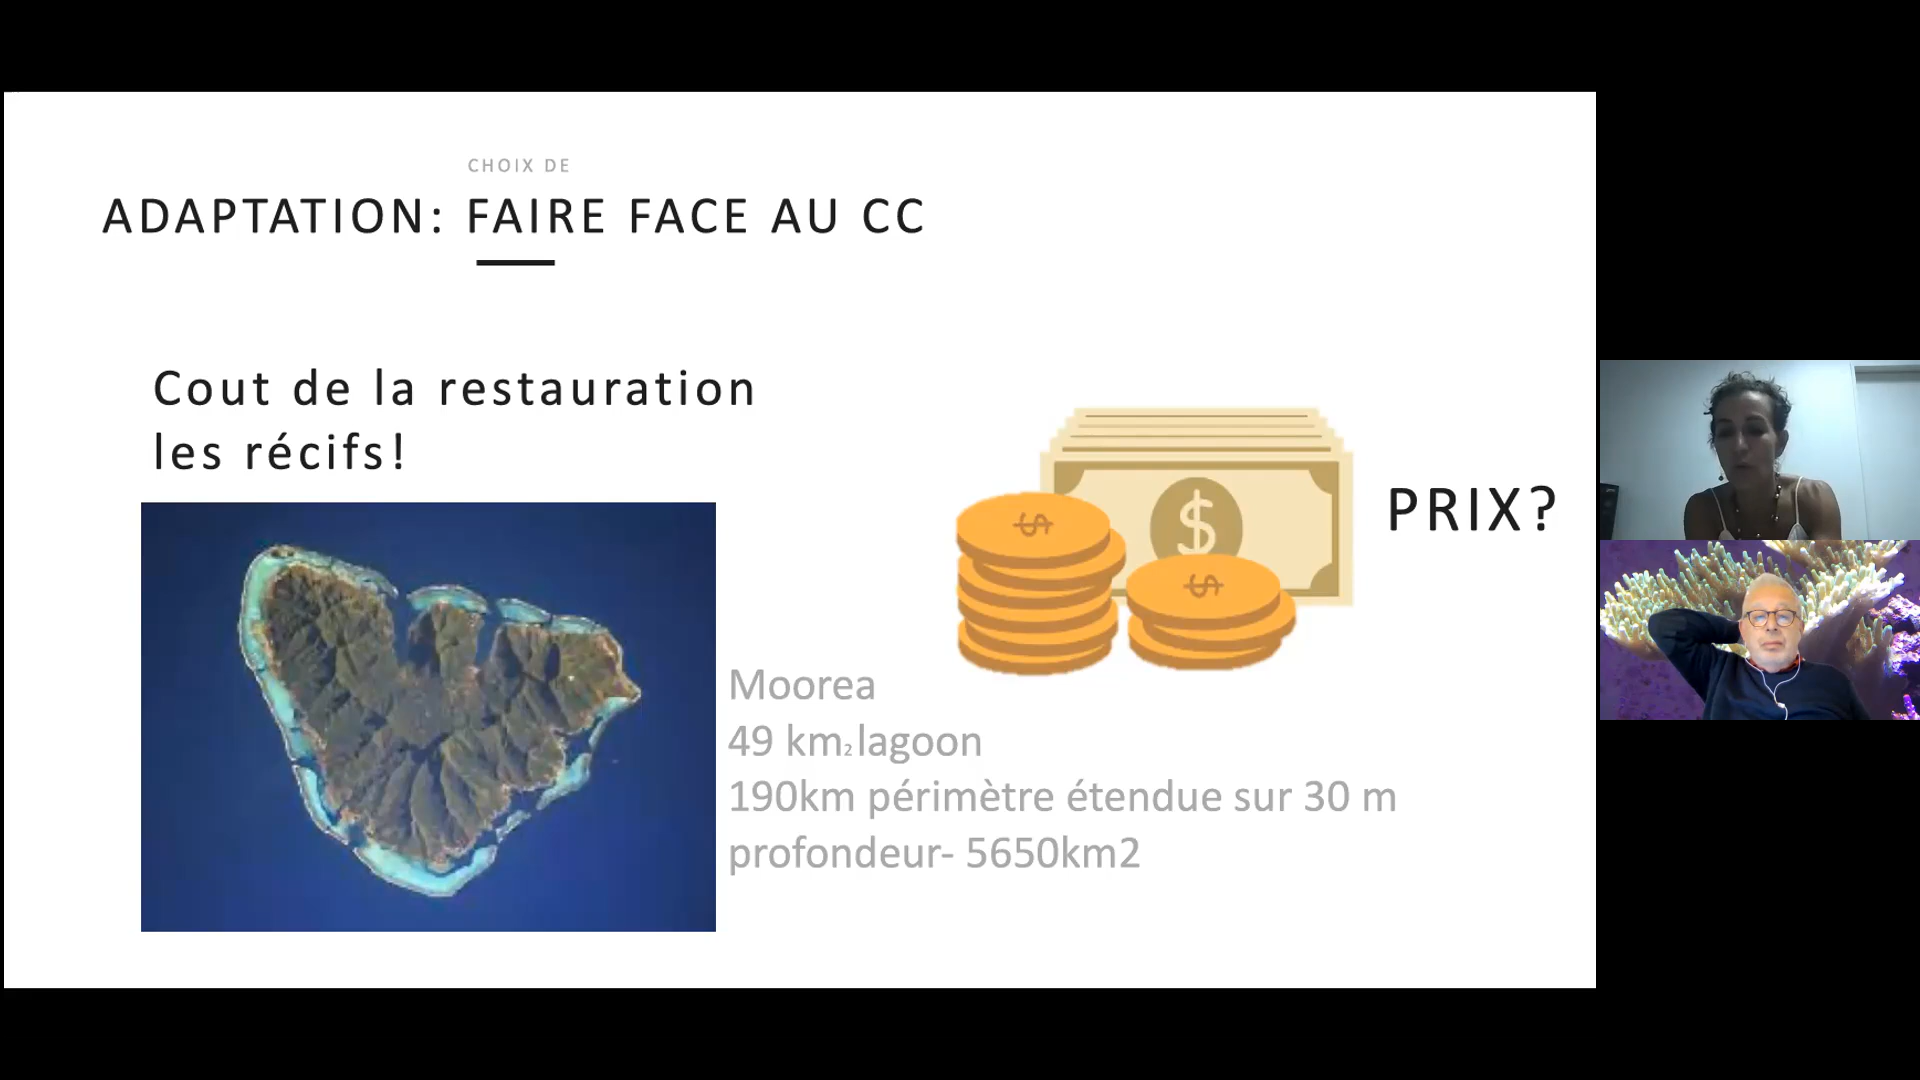 CHOIX DE
ADAPTATION: FAIRE FACE AU CC
Cout de la restauration
les récifs!
$
$
$
PRIX?
Moorea
49 km2 lagoon
190km périmètre étendue sur 30 m
profondeur- 5650km2